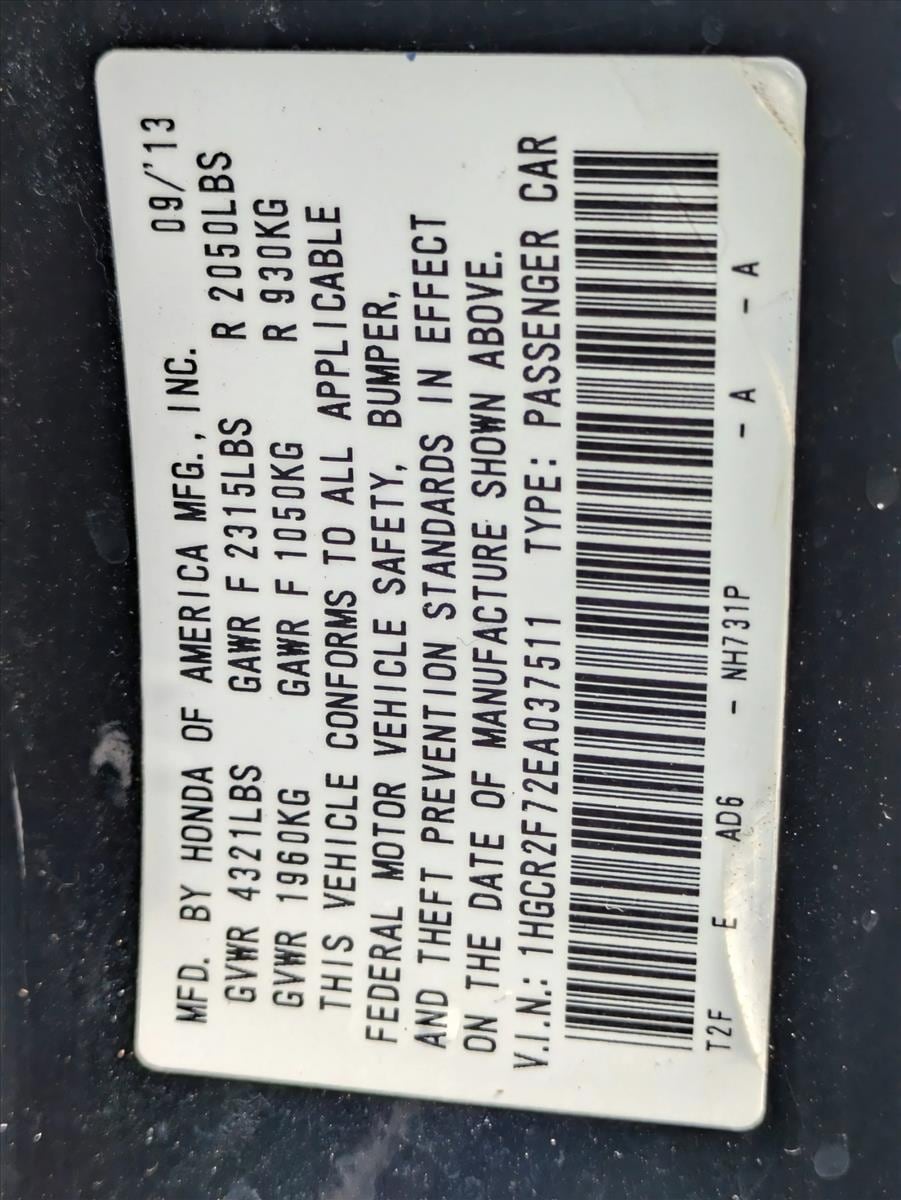 MFD. BY HONDA OF AMERICA MFG., INC. 09/'13
GVWR 4321LBS GAWR F 2315LBS R 2050LBS
GVWR 1960KG GAWR F 1050KG R 930KG
THIS VEHICLE CONFORMS TO ALL APPLICABLE
FEDERAL MOTOR VEHICLE SAFETY, BUMPER,
AND THEFT PREVENTION STANDARDS IN EFFECT
ON THE DATE OF MANUFACTURE SHOWN ABOVE.
V.I.N.: 1HGCR2F72EA037511 TYPE: PASSENGER CAR
T2F E AD6 - NH731P - A - A